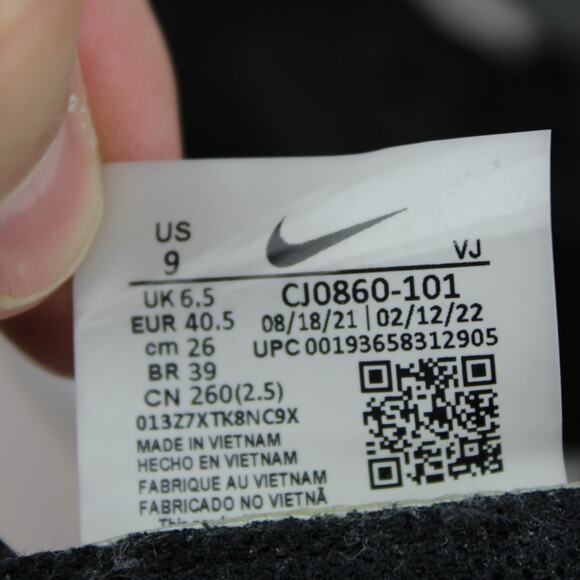 US
9
VJ
UK 6.5
CJ0860-101
EUR 40.5
08/18/21 | 02/12/22
cm 26
UPC 00193658312905
BR 39
CN 260(2.5)
013Z7XTK8NC9X
MADE IN VIETNAM
HECHO EN VIETNAM
FABRIQUE AU VIETNAM
FABRICADO NO VIETNÃ
This